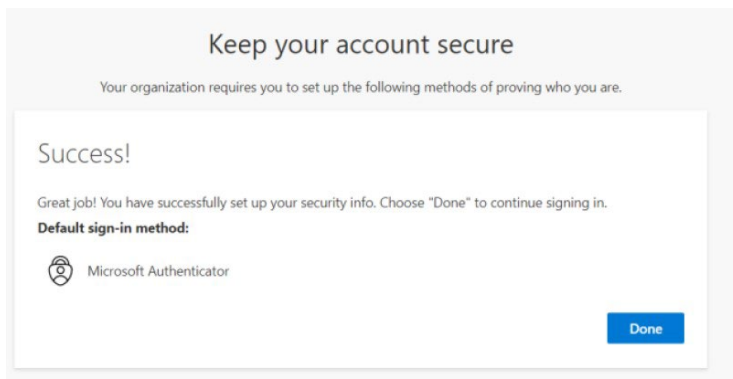 Keep your account secure
Your organization requires you to set up the following methods of proving who you are.
Success!
Great job! You have successfully set up your security info. Choose "Done" to continue signing in.
Default sign-in method:
Microsoft Authenticator
Done